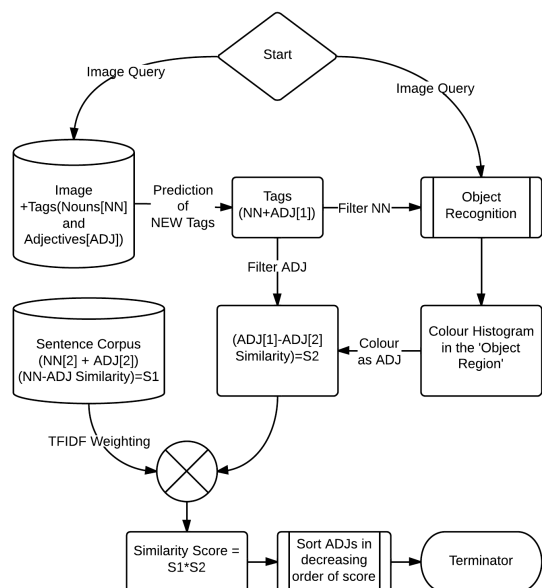 Start
Image Query
Image Query
Image
+Tags(Nouns[NN]
and
Adjectives[ADJ])
Prediction
of
NEW Tags
Tags
(NN+ADJ[1])
Filter NN
Object
Recognition
Filter ADJ
Sentence Corpus
(NN[2] + ADJ[2])
(NN-ADJ Similarity)=S1
(ADJ[1]-ADJ[2]
Similarity)=S2
Colour
as ADJ
Colour Histogram
in the 'Object
Region'
TFIDF Weighting
Similarity Score =
S1*S2
Sort ADJs in
decreasing
order of score
Terminator